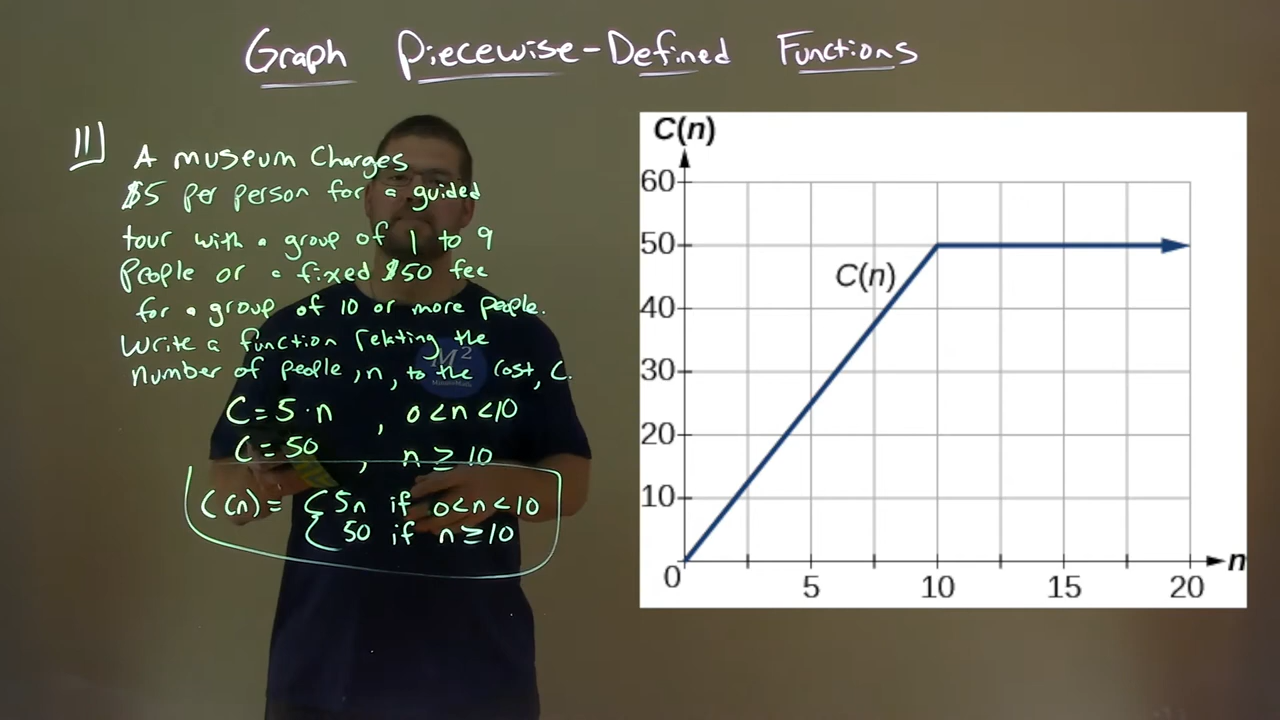 Graph Piecewise-Defined Functions
11)
A museum charges
$5 per person for a guided
tour with a group of 1 to 9
people or a fixed $50 fee
for a group of 10 or more people.
Write a function relating the
number of people, n, to the cost, C.
C = 5 · n , 0 < n < 10
C = 50 , n ≥ 10
C(n) = { 5n if 0 < n < 10
50 if n ≥ 10
M²
C(n)
60
50
40
30
20
10
0
C(n)
5 10 15 20
n